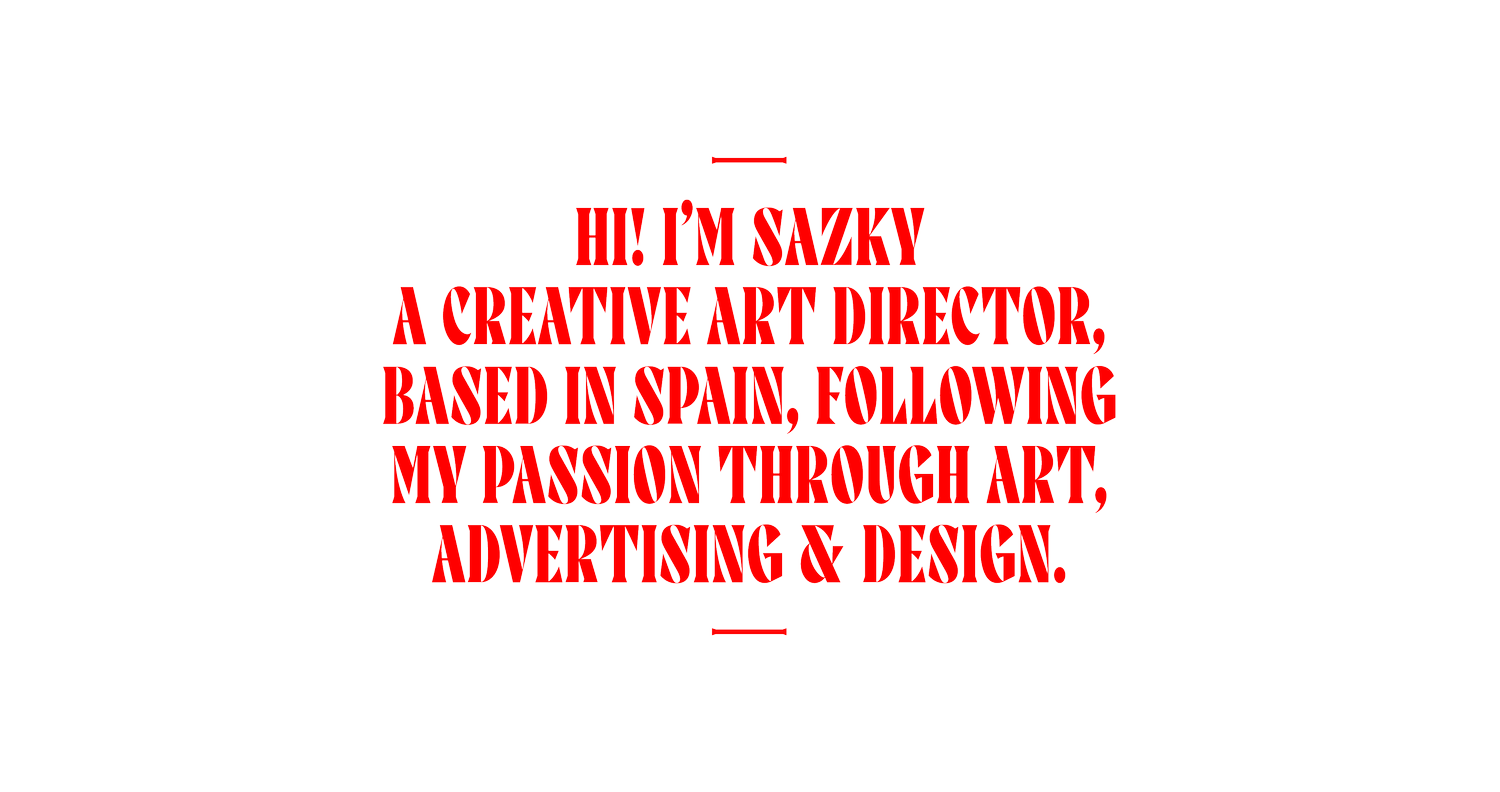 HI! I’M SAZKY
A CREATIVE ART DIRECTOR,
BASED IN SPAIN, FOLLOWING
MY PASSION THROUGH ART,
ADVERTISING & DESIGN.